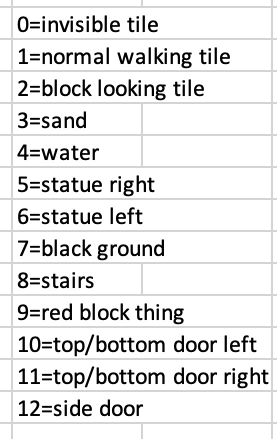 0=invisible tile
1=normal walking tile
2=block looking tile
3=sand
4=water
5=statue right
6=statue left
7=black ground
8=stairs
9=red block thing
10=top/bottom door left
11=top/bottom door right
12=side door